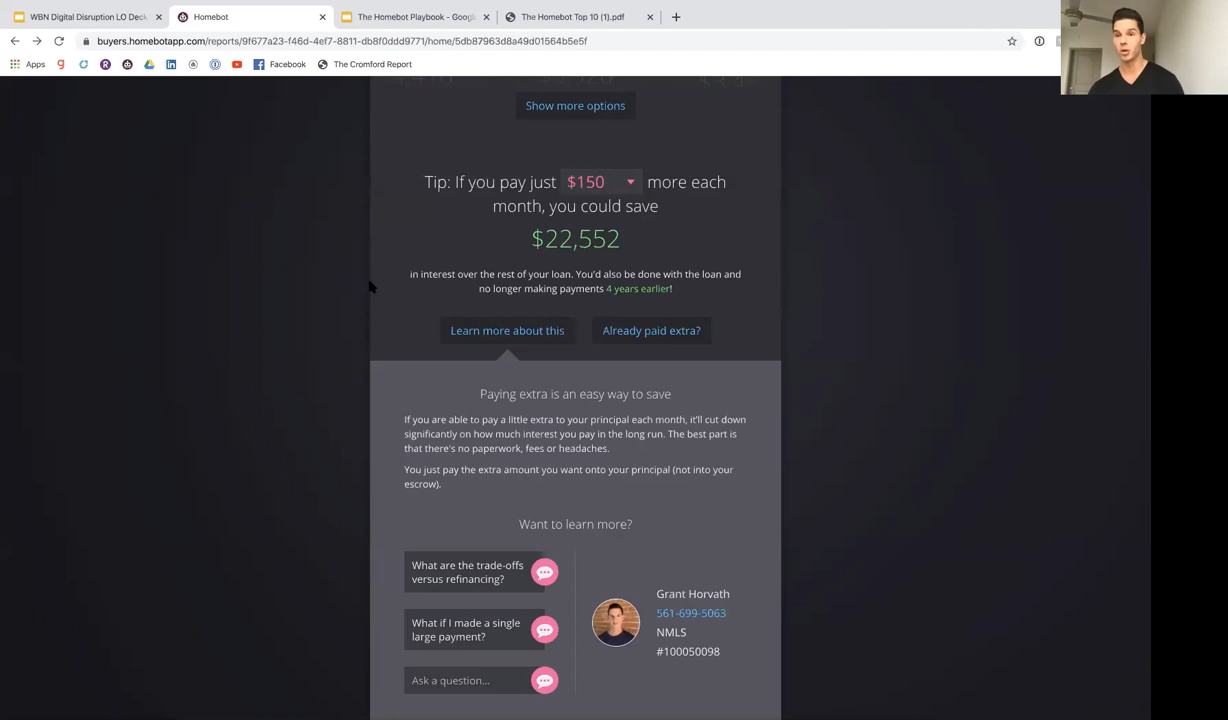 WBN Digital Disruption LO Deck
Homebot
The Homebot Playbook - Google
The Homebot Top 10 (1).pdf
buyers.homebotapp.com/reports/9f677a23-f46d-4ef7-8811-db8f0ddd9771/home/5db87963d8a49d01564b5e5f
Apps
Facebook
The Cromford Report
Show more options
Tip: If you pay just $150 more each
month, you could save
$22,552
in interest over the rest of your loan. You'd also be done with the loan and
no longer making payments 4 years earlier!
Learn more about this
Already paid extra?
Paying extra is an easy way to save
If you are able to pay a little extra to your principal each month, it'll cut down
significantly on how much interest you pay in the long run. The best part is
that there's no paperwork, fees or headaches.
You just pay the extra amount you want onto your principal (not into your
escrow).
Want to learn more?
What are the trade-offs
versus refinancing?
What if I made a single
large payment?
Ask a question...
Grant Horvath
561-699-5063
NMLS
#100050098